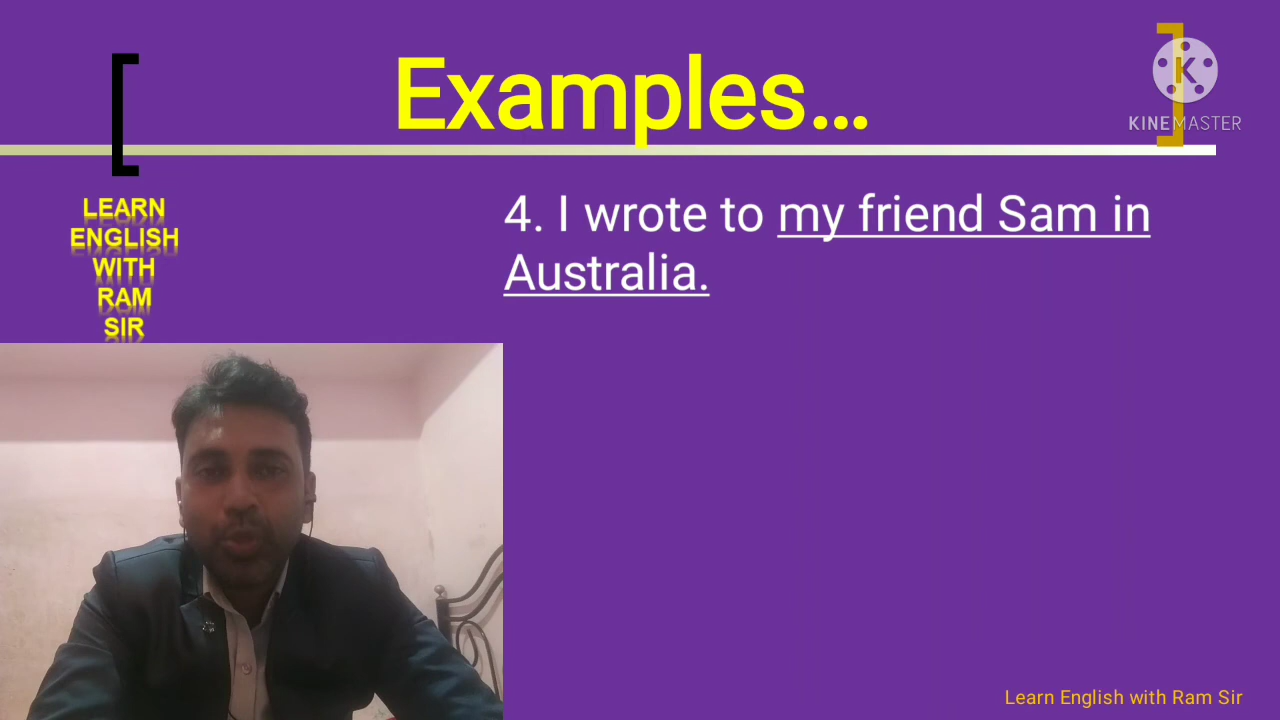 Examples...
KINEMASTER
LEARN
ENGLISH
WITH
RAM
SIR
4. I wrote to my friend Sam in
Australia.
Learn English with Ram Sir